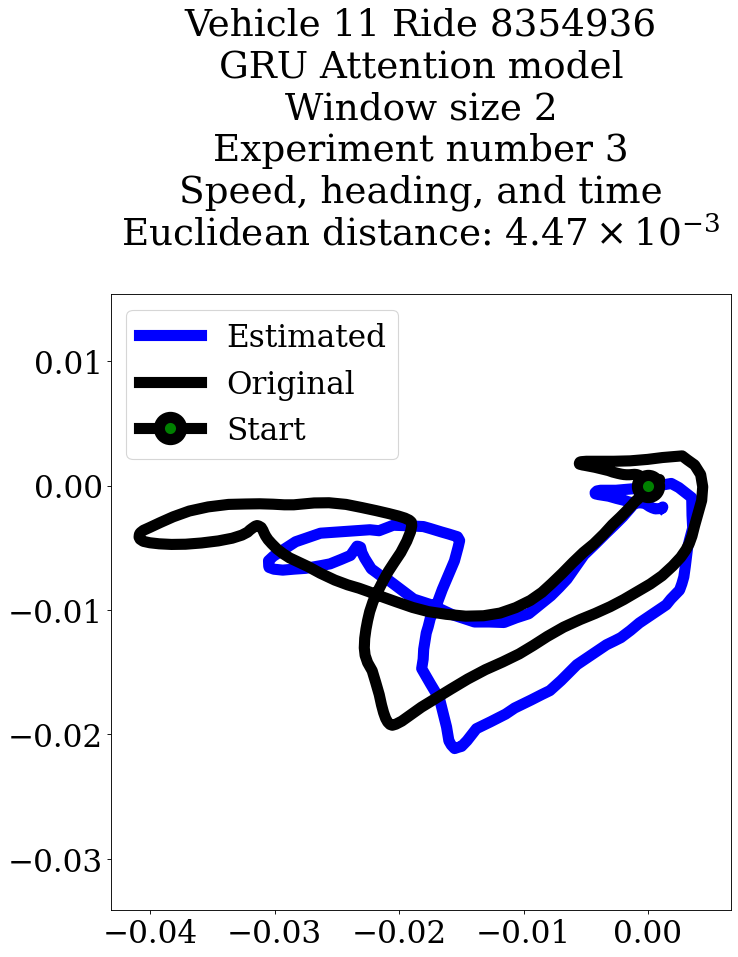 Vehicle 11 Ride 8354936
GRU Attention model
Window size 2
Experiment number 3
Speed, heading, and time
Euclidean distance: 4.47 × 10⁻³
Estimated
Original
Start
0.01
0.00
−0.01
−0.02
−0.03
−0.04 −0.03 −0.02 −0.01 0.00